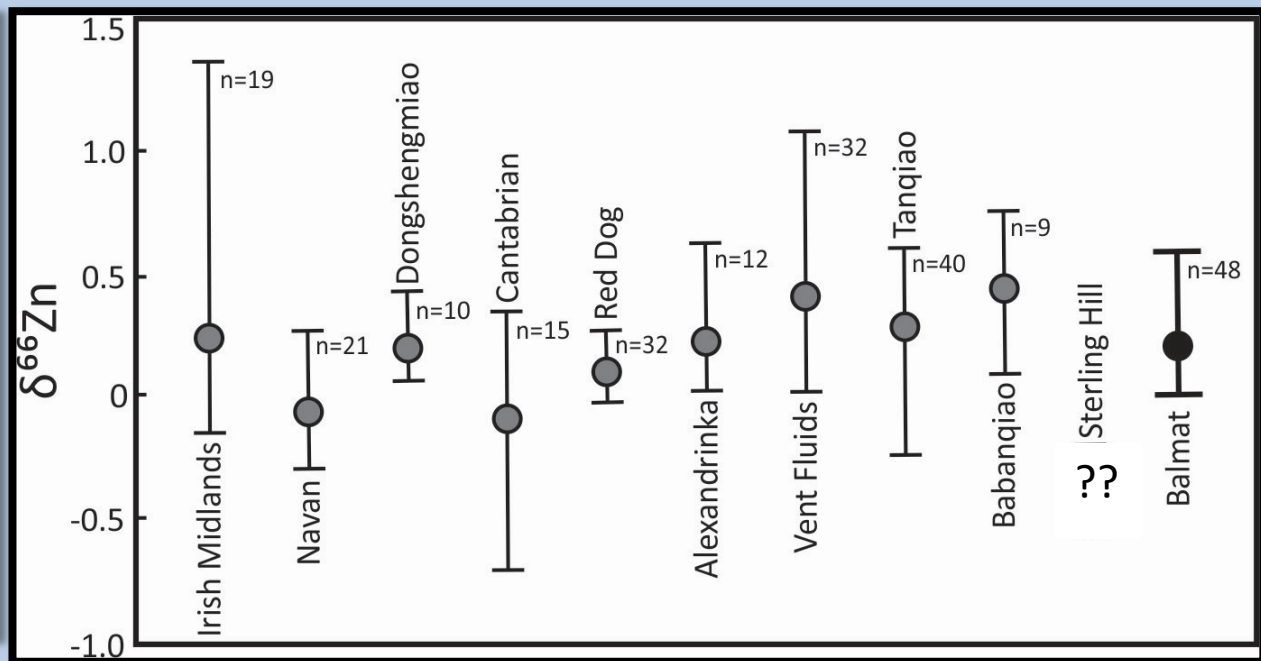 δ⁶⁶Zn
1.5
1.0
0.5
0
-0.5
-1.0
n=19
Irish Midlands
n=21
Navan
Dongshengmiao
n=10
Cantabrian
n=15
Red Dog
n=32
n=12
Alexandrinka
n=32
Vent Fluids
Tanqiao
n=40
n=9
Babanqiao
Sterling Hill
??
n=48
Balmat